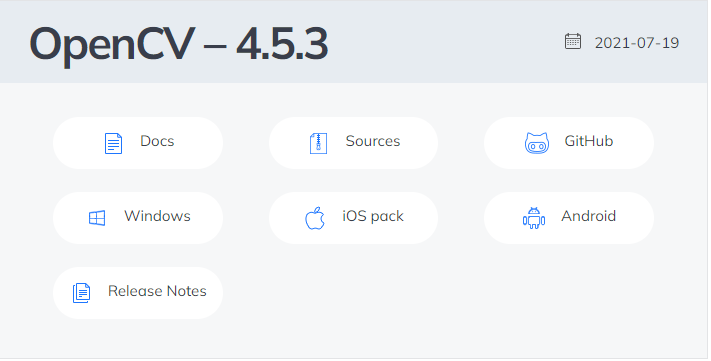 OpenCV – 4.5.3
2021-07-19
Docs
Sources
GitHub
Windows
iOS pack
Android
Release Notes